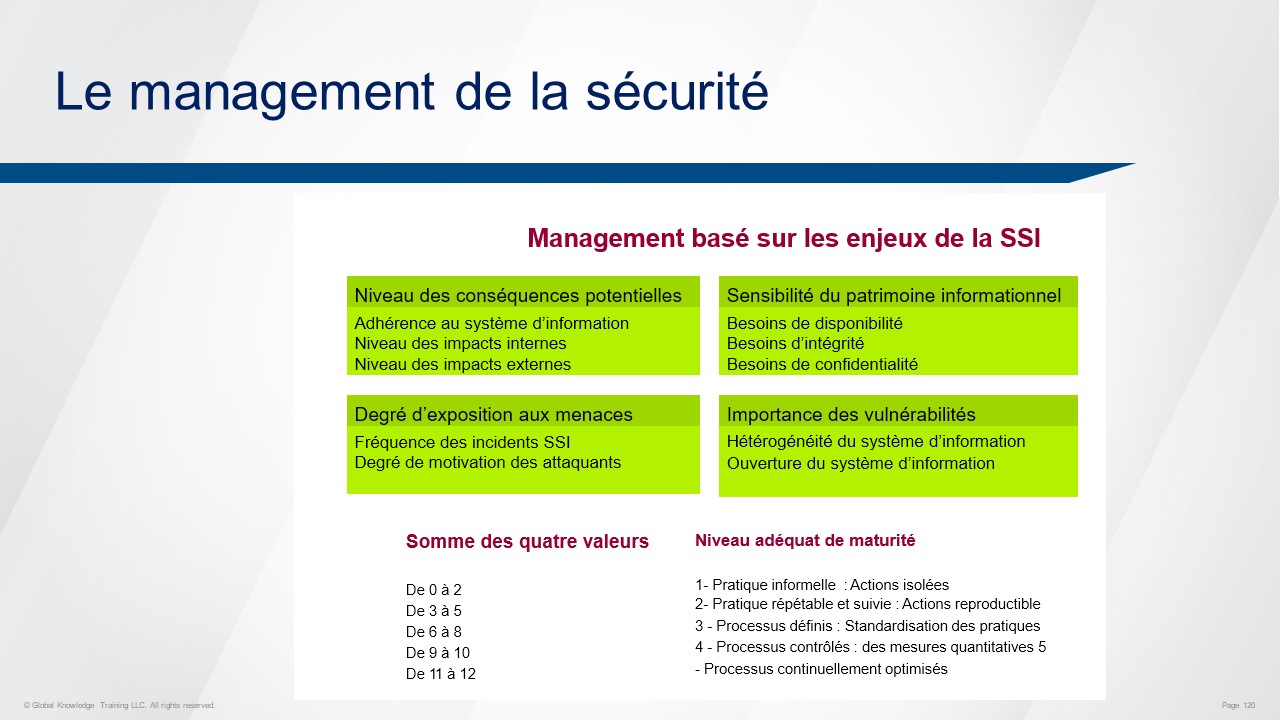 Le management de la sécurité
Management basé sur les enjeux de la SSI
Niveau des conséquences potentielles
Adhérence au système d’information
Niveau des impacts internes
Niveau des impacts externes
Sensibilité du patrimoine informationnel
Besoins de disponibilité
Besoins d’intégrité
Besoins de confidentialité
Degré d’exposition aux menaces
Fréquence des incidents SSI
Degré de motivation des attaquants
Importance des vulnérabilités
Hétérogénéité du système d’information
Ouverture du système d’information
Somme des quatre valeurs
De 0 à 2
De 3 à 5
De 6 à 8
De 9 à 10
De 11 à 12
Niveau adéquat de maturité
1- Pratique informelle : Actions isolées
2- Pratique répétable et suivie : Actions reproductible
3 - Processus définis : Standardisation des pratiques
4 - Processus contrôlés : des mesures quantitatives 5
- Processus continuellement optimisés
© Global Knowledge Training LLC. All rights reserved.
Page 120